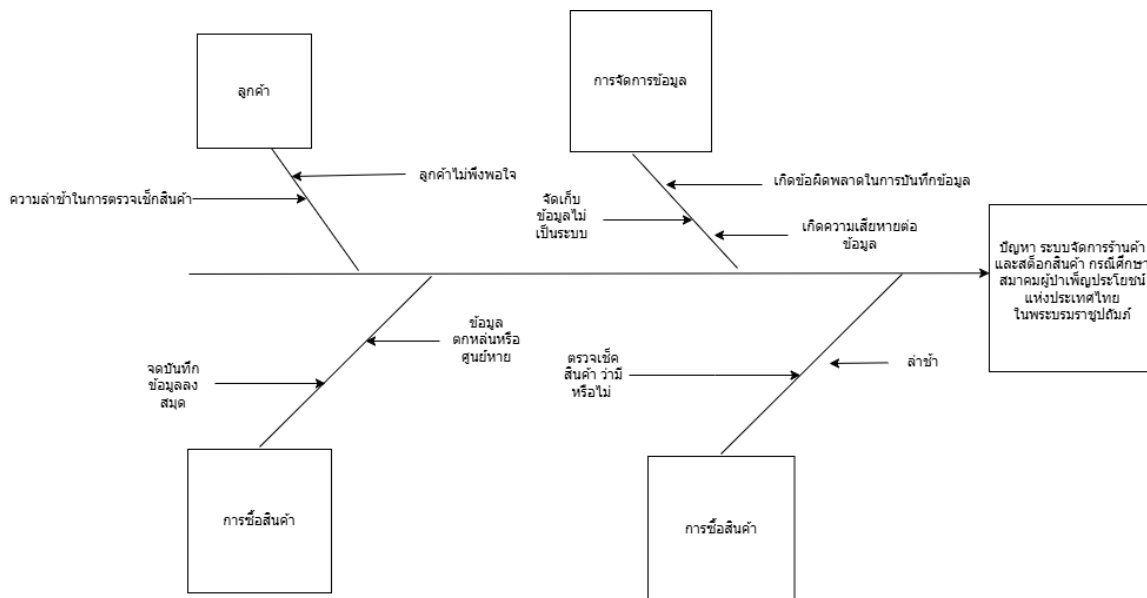 ลูกค้า
การจัดการข้อมูล
ลูกค้าไม่พึงพอใจ
ความล่าช้าในการตรวจเช็กสินค้า
เกิดข้อผิดพลาดในการบันทึกข้อมูล
จัดเก็บ
ข้อมูลไม่
เป็นระบบ
เกิดความเสียหายต่อ
ข้อมูล
ปัญหา ระบบจัดการร้านค้า
และสต็อกสินค้า กรณีศึกษา
สมาคมผู้บำเพ็ญประโยชน์
แห่งประเทศไทย
ในพระบรมราชูปถัมภ์
ข้อมูล
ตกหล่นหรือ
ศูนย์หาย
จดบันทึก
ข้อมูลลง
สมุด
ตรวจเช็ค
สินค้า ว่ามี
หรือไม่
ล่าช้า
การซื้อสินค้า
การซื้อสินค้า